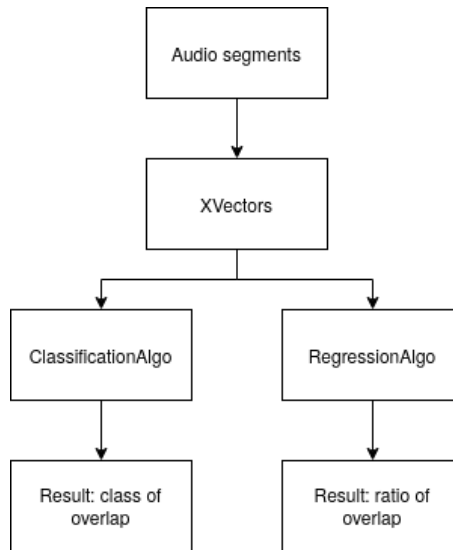 Audio segments
XVectors
ClassificationAlgo
RegressionAlgo
Result: class of
overlap
Result: ratio of
overlap